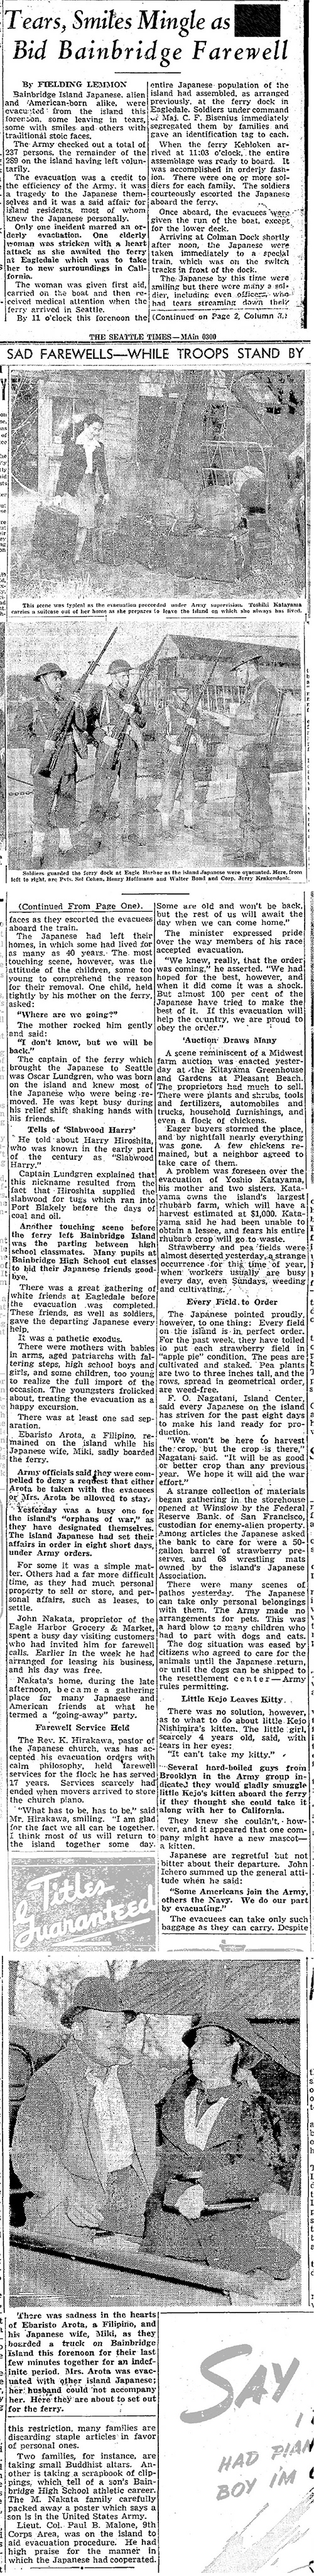 Tears, Smiles Mingle as
Bid Bainbridge Farewell
By FIELDING LEMMON
Bainbridge Island Japanese, alien
and American-born alike, were
evacuated from the island this
forenoon, some leaving in tears,
some with smiles and others with
traditional stoic faces.
The Army checked out a total of
237 persons, the remainder of the
289 on the island having left volun-
tarily.
The evacuation was a credit to
the efficiency of the Army. It was
a tragedy to the Japanese them-
selves and it was a sad affair for
island residents, most of whom
knew the Japanese personally.
Only one incident marred an or-
derly evacuation. One elderly
woman was stricken with a heart
attack as she awaited the ferry
at Eagledale which was to take
her to new surroundings in Cali-
fornia.
The woman was given first aid,
carried on the boat and then re-
ceived medical attention when the
ferry arrived in Seattle.
By 11 o'clock this forenoon the
entire Japanese population of the
island had assembled, as arranged
previously, at the ferry dock in
Eagledale. Soldiers under command
of Maj. C. F. Bisenius immediately
segregated them by families and
gave an identification tag to each.
When the ferry Kehloken ar-
rived at 11:03 o'clock, the entire
assemblage was ready to board. It
was accomplished in orderly fash-
ion. There were one or more sol-
diers for each family. The soldiers
courteously escorted the Japanese
aboard the ferry.
Once aboard, the evacuees were
given the run of the boat, except
for the lower deck.
Arriving at Colman Dock shortly
after noon, the Japanese were
taken immediately to a special
train, which was on the switch
tracks in front of the dock.
The Japanese by this time were
smiling but there were many a sol-
dier, including even officers, who
had tears streaming down their
(Continued on Page 2, Column 3.)
THE SEATTLE TIMES—MAin 0300
SAD FAREWELLS—WHILE TROOPS STAND BY
This scene was typical as the evacuation proceeded under Army supervision. Yoshiki Katayama
carries a suitcase out of her home as she prepares to leave the island on which she always has lived.
Soldiers guarded the ferry dock at Eagle Harbor as the island Japanese were evacuated. Here, from
left to right, are Pvts. Sol Cohen, Henry Hoffmann and Walter Bund and Corp. Jerry
(Continued From Page One).
faces as they escorted the evacuees
aboard the train.
The Japanese had left their
homes, in which some had lived for
as many as 40 years. The most
touching scene, however, was the
attitude of the children, some too
young to comprehend the reason
for their removal. One child, held
tightly by his mother on the ferry,
asked:
"Where are we going?"
The mother rocked him gently
and said:
"I don't know, but we will be
back."
The captain of the ferry which
brought the Japanese to Seattle
was Oscar Lundgren, who was born
on the island and knew most of
the Japanese who were being re-
moved. He was kept busy during
his relief shift shaking hands with
his friends.
Tells of 'Slabwood Harry'
He told about Harry Hiroshita,
who was known in the early part
of the century as "Slabwood
Harry."
Captain Lundgren explained that
this nickname resulted from the
fact that Hiroshita supplied the
slabwood for tugs which ran into
Port Blakely before the days of
coal and oil.
Another touching scene before
the ferry left Bainbridge Island
was the parting between high
school classmates. Many pupils at
Bainbridge High School cut classes
to bid their Japanese friends good-
bye.
There was a great gathering of
white friends at Eagledale before
the evacuation was completed.
These friends, as well as soldiers,
gave the departing Japanese every
help.
It was a pathetic exodus.
There were mothers with babies
in arms, aged patriarchs with fal-
tering steps, high school boys and
girls, and some children, too young
to realize the full import of the
occasion. The youngsters frolicked
about, treating the evacuation as a
happy excursion.
There was at least one sad sep-
aration.
Ebaristo Arota, a Filipino, re-
mained on the island while his
Japanese wife, Miki, sadly boarded
the ferry.
Army officials said they were com-
pelled to deny a request that either
he be taken with the evacuees
or Mrs. Arota be allowed to stay.
Yesterday was a busy one for
the island's "orphans of war," as
they have designated themselves.
The island Japanese had set their
affairs in order in eight short days,
under Army orders.
For some it was a simple mat-
ter. Others had a far more difficult
time, as they had much personal
property to sell or store, and per-
sonal affairs, such as leases, to
settle.
John Nakata, proprietor of the
Eagle Harbor Grocery & Market,
spent a busy day visiting customers
who had invited him for farewell
calls. Earlier in the week he had
arranged for leasing his business,
and his day was free.
Nakata's home, during the late
afternoon, became a gathering
place for many Japanese and
American friends at what he
termed a "going-away" party.
Farewell Service Held
The Rev. K. Hirakawa, pastor of
the Japanese church, was has ac-
cepted his evacuation orders with
calm philosophy, held farewell
services for the flock he has served
17 years. Services scarcely had
ended when movers arrived to store
the church piano.
"What has to be, has to be," said
Mr. Hirakawa, smiling. "I am glad
for the fact we all can be together.
I think most of us will return to
the island together some day.
Some are old and won't be back,
but the rest of us will await the
day when we can come home."
The minister expressed pride
over the way members of his race
accepted evacuation.
"We knew, really, that the order
was coming," he asserted. "We had
hoped for the best, however, and
when it did come it was a shock.
But almost 100 per cent of the
Japanese have tried to make the
best of it. If this evacuation will
help the country, we are proud to
obey the order."
'Auction Draws Many
A scene reminiscent of a Midwest
farm auction was enacted yester-
day at the Kitayama Greenhouse
and Gardens at Pleasant Beach.
The proprietors had much to sell.
There were plants and shrubs, tools
and fertilizers, automobiles and
trucks, household furnishings, and
even a flock of chickens.
Eager buyers stormed the place,
and by nightfall nearly everything
was gone. A few chickens re-
mained, but a neighbor agreed to
take care of them.
A problem was foreseen over the
evacuation of Yoshio Katayama,
his mother and two sisters. Kata-
yama owns the island's largest
rhubarb farm, which will have a
harvest estimated at $1,000. Kata-
yama said he had been unable to
obtain a lessee, and fears his entire
rhubarb crop will go to waste.
Strawberry and pea fields were
almost deserted yesterday, a strange
occurrence for this time of year,
when workers usually are busy
every day, even Sundays, weeding
and cultivating.
Every Field to Order
The Japanese pointed proudly,
however, to one thing: Every field
on the island is in perfect order.
For the past week, they have toiled
to put each strawberry field in
"apple pie" condition. The peas are
cultivated and staked. Pea plants
are two to three inches tall, and the
rows, spread in geometrical order,
are weed-free.
F. O. Nagatani, Island Center,
said every Japanese on the island
has striven for the past eight days
to make his land ready for pro-
duction.
"We won't be here to harvest
the crop, but the crop is there,"
Nagatani said. "It will be as good
or better crop than any previous
year. We hope it will aid the war
effort."
A strange collection of materials
began gathering in the storehouse
opened at Winslow by the Federal
Reserve Bank of San Francisco,
custodian for enemy-alien property.
Among articles the Japanese asked
the bank to care for were a 50-
gallon barrel of strawberry pre-
serves, and 68 wrestling mats
owned by the island's Japanese
Association.
There were many scenes of
pathos yesterday. The Japanese
can take only personal belongings
with them. The Army made no
arrangements for pets. This was
a hard blow to many children who
had to part with dogs and cats.
The dog situation was eased by
citizens who agreed to care for the
animals until the Japanese return,
or until the dogs can be shipped to
the resettlement center—Army
rules permitting.
Little Kejo Leaves Kitty
There was no solution, however,
as to what to do about little Kejo
Nishipira's kitten. The little girl,
scarcely 4 years old, said, with
tears in her eyes:
"It can't take my kitty."
Several hard-boiled guys from
Brooklyn in the Army group in-
dicated they would gladly smuggle
little Kejo's kitten aboard the ferry
if they thought she could take it
along with her to California.
They knew she couldn't, how-
ever, and it appeared that one com-
pany might have a new mascot—
a kitten.
Japanese are regretful but not
bitter about their departure. John
Ichero summed up the general atti-
tude when he said:
"Some Americans join the Army,
others the Navy. We do our part
by evacuating."
The evacuees can take only such
baggage as they can carry. Despite
Titles
Guaranteed
There was sadness in the hearts
of Ebaristo Arota, a Filipino, and
his Japanese wife, Miki, as they
boarded a truck on Bainbridge
Island this forenoon for their last
few minutes together for an indef-
inite period. Mrs. Arota was evac-
uated with other island Japanese;
her husband could not accompany
her. Here they are about to set out
for the ferry.
this restriction, many families are
discarding staple articles in favor
of personal ones.
Two families, for instance, are
taking small Buddhist altars. An-
other is taking a scrapbook of clip-
pings, which tell of a son's Bain-
bridge High School athletic career.
The M. Nakata family carefully
packed away a poster which says a
son is in the United States Army.
Lieut. Col. Paul B. Malone, 9th
Corps Area, was on the island to
aid evacuation procedure. He had
high praise for the manner in
which the Japanese had cooperated.
SAY
I
HAD PLAN
BOY I'M